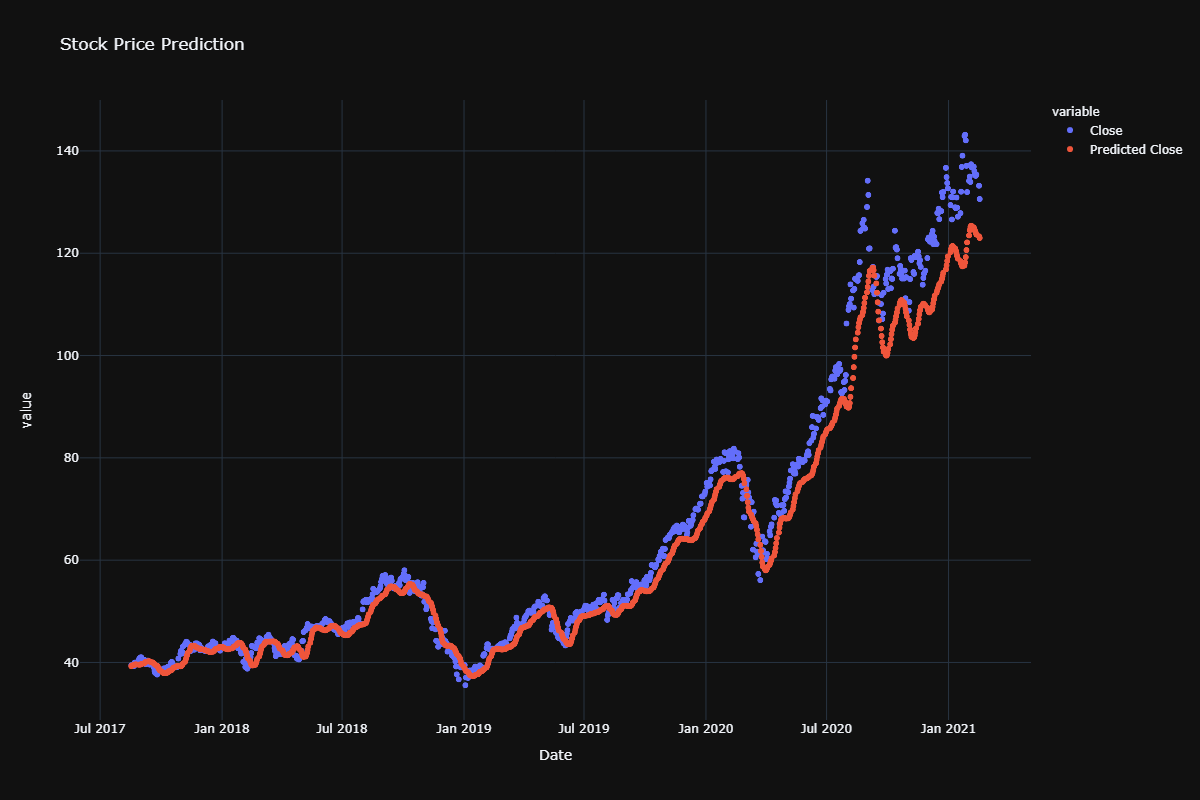 Stock Price Prediction
variable
Close
Predicted Close
140
120
100
80
60
40
value
Jul 2017
Jan 2018
Jul 2018
Jan 2019
Jul 2019
Jan 2020
Jul 2020
Jan 2021
Date